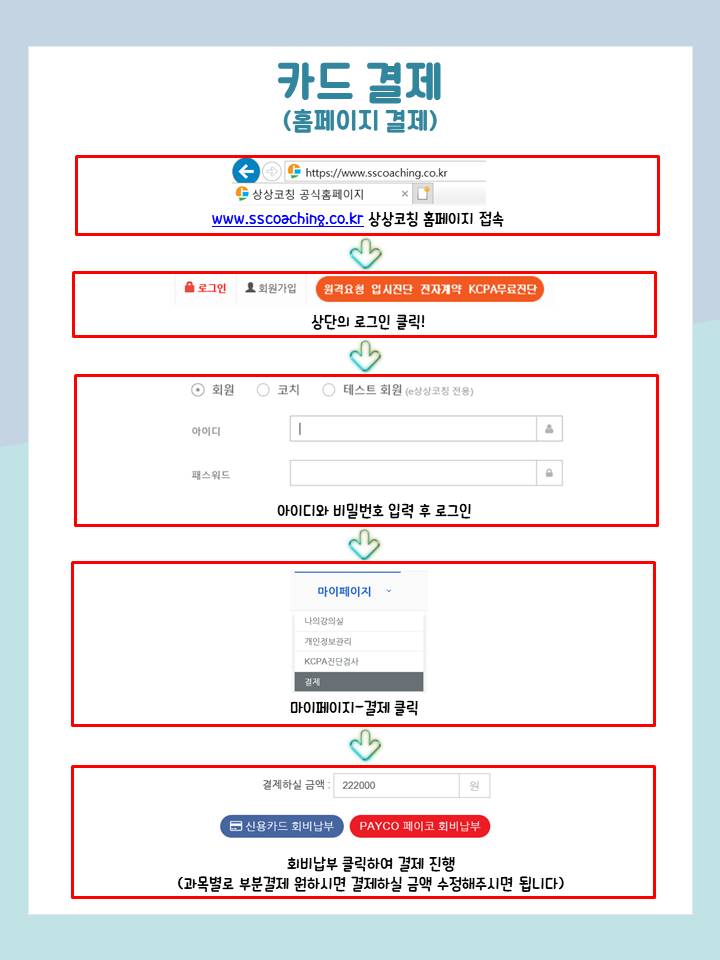 카드 결제
(홈페이지 결제)
https://www.sscoaching.co.kr
상상코칭 공식홈페이지 ×
www.sscoaching.co.kr 상상코칭 홈페이지 접속
로그인 회원가입 원격요청 입시진단 전자계약 KCPA무료진단
상단의 로그인 클릭!
회원 코치 테스트 회원 (e상상코칭 전용)
아이디
패스워드
아이디와 비밀번호 입력 후 로그인
마이페이지
나의강의실
개인정보관리
KCPA진단검사
결제
마이페이지-결제 클릭
결제하실 금액 : 222000 원
신용카드 회비납부 PAYCO 페이코 회비납부
회비납부 클릭하여 결제 진행
(과목별로 부분결제 원하시면 결제하실 금액 수정해주시면 됩니다)